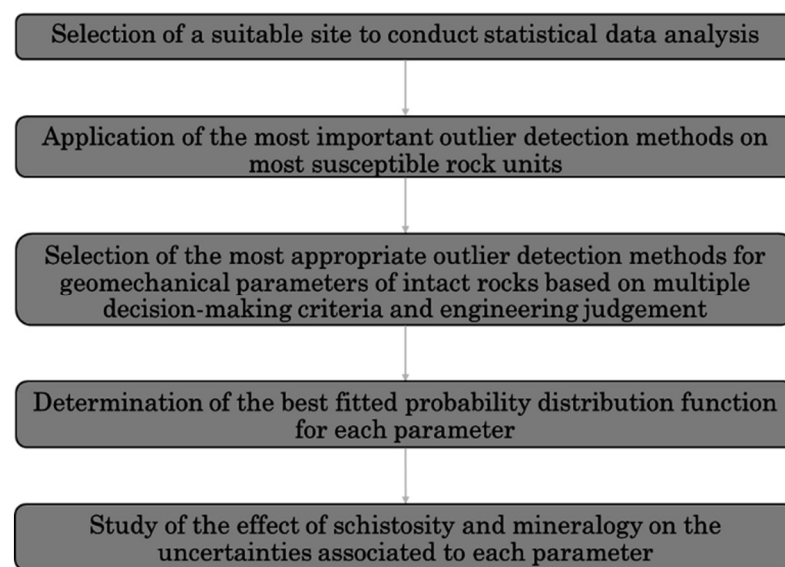 Selection of a suitable site to conduct statistical data analysis
Application of the most important outlier detection methods on
most susceptible rock units
Selection of the most appropriate outlier detection methods for
geomechanical parameters of intact rocks based on multiple
decision-making criteria and engineering judgement
Determination of the best fitted probability distribution function
for each parameter
Study of the effect of schistosity and mineralogy on the
uncertainties associated to each parameter